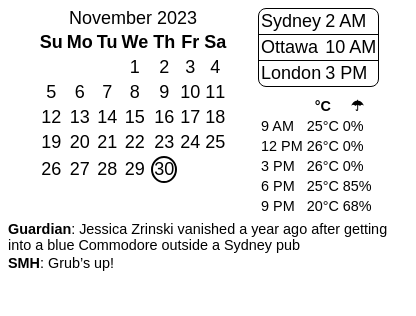 November 2023
Su Mo Tu We Th Fr Sa
1 2 3 4
5 6 7 8 9 10 11
12 13 14 15 16 17 18
19 20 21 22 23 24 25
26 27 28 29 30
Sydney 2 AM
Ottawa 10 AM
London 3 PM
°C ☂
9 AM 25°C 0%
12 PM 26°C 0%
3 PM 26°C 0%
6 PM 25°C 85%
9 PM 20°C 68%
Guardian: Jessica Zrinski vanished a year ago after getting
into a blue Commodore outside a Sydney pub
SMH: Grub's up!